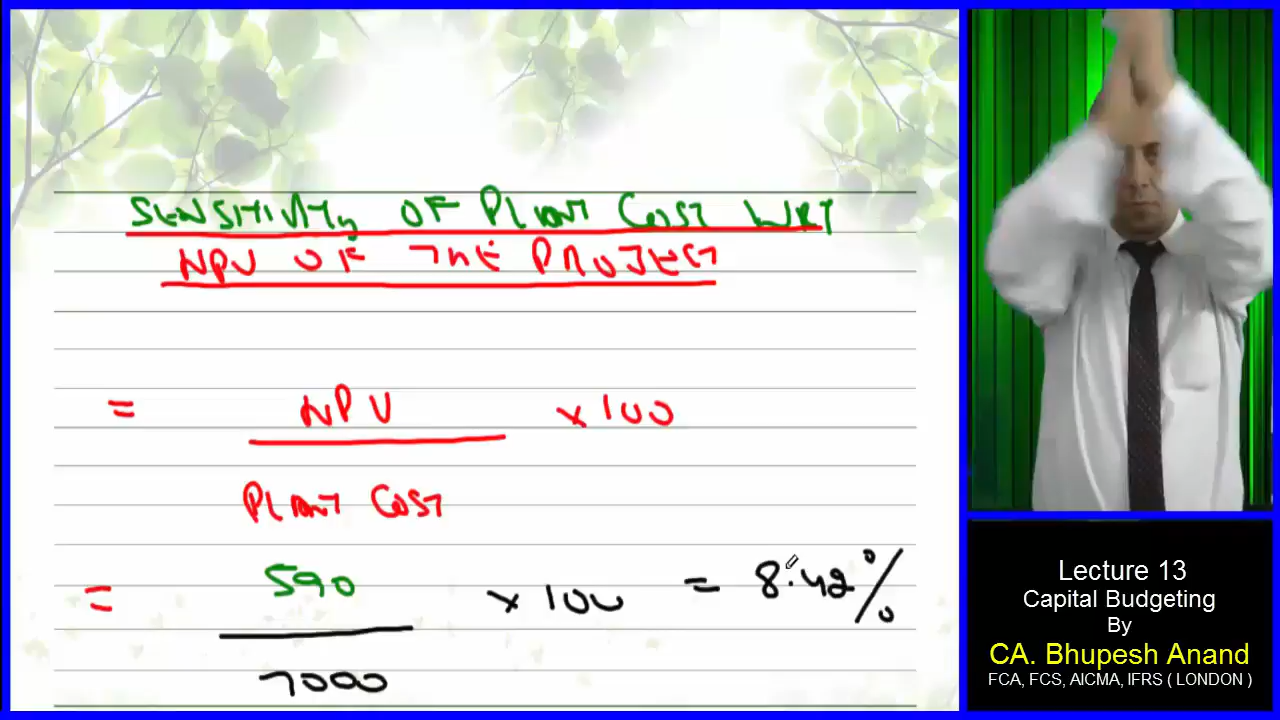 SENSITIVITY OF PLANT COST WRT
NPV OF THE PROJECT
= NPV × 100
PLANT COST
= 590 × 100 = 8.42%
7000
Lecture 13
Capital Budgeting
By
CA. Bhupesh Anand
FCA, FCS, AICMA, IFRS ( LONDON )